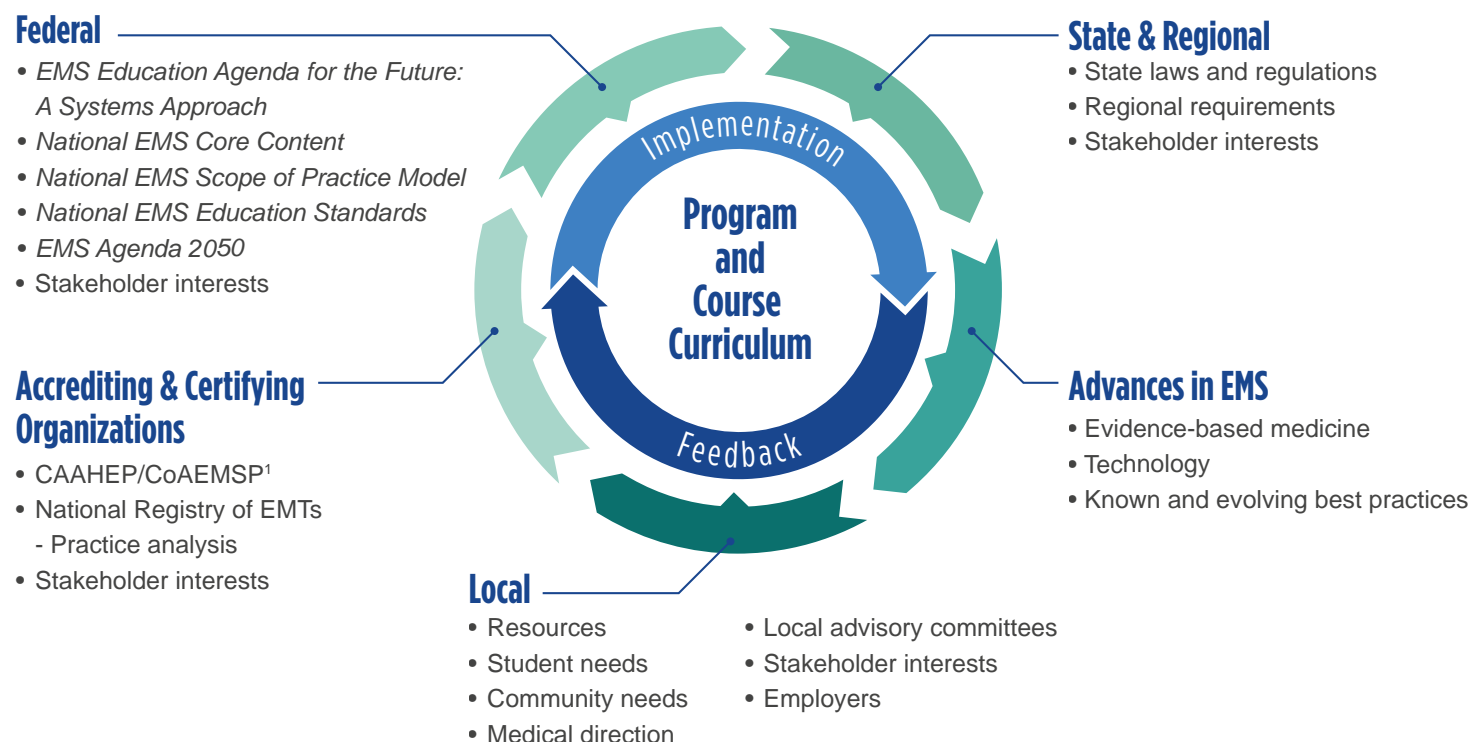 Federal
• EMS Education Agenda for the Future:
A Systems Approach
• National EMS Core Content
• National EMS Scope of Practice Model
• National EMS Education Standards
• EMS Agenda 2050
• Stakeholder interests
State & Regional
• State laws and regulations
• Regional requirements
• Stakeholder interests
Implementation
Program
and
Course
Curriculum
Feedback
Accrediting & Certifying
Organizations
• CAAHEP/CoAEMSP¹
• National Registry of EMTs
- Practice analysis
• Stakeholder interests
Advances in EMS
• Evidence-based medicine
• Technology
• Known and evolving best practices
Local
• Resources
• Student needs
• Community needs
• Medical direction
• Local advisory committees
• Stakeholder interests
• Employers